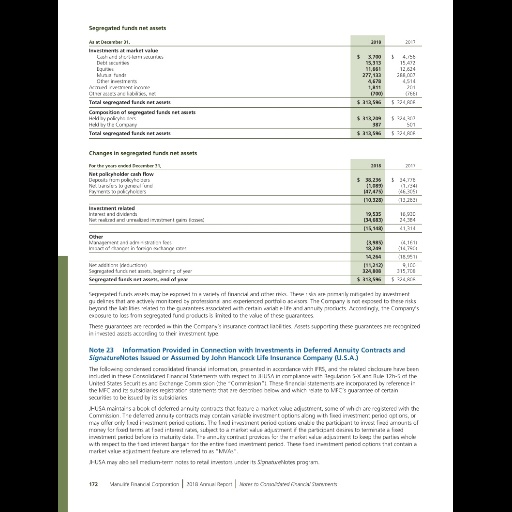 Segregated funds net assets
As at December 31, 2018 2017
Investments at market value
Cash and short-term securities $ 3,700 $ 4,756
Debt securities 15,313 15,472
Equities 11,661 12,624
Mutual funds 277,133 288,007
Other investments 4,678 4,514
Accrued investment income 1,811 201
Other assets and liabilities, net (700) (766)
Total segregated funds net assets $ 313,596 $ 324,808
Composition of segregated funds net assets
Held by policyholders $ 313,209 $ 324,307
Held by the Company 387 501
Total segregated funds net assets $ 313,596 $ 324,808
Changes in segregated funds net assets
For the years ended December 31, 2018 2017
Net policyholder cash flow
Deposits from policyholders $ 38,236 $ 34,776
Net transfers to general fund (1,089) (1,734)
Payments to policyholders (47,475) (46,305)
(10,328) (13,263)
Investment related
Interest and dividends 19,535 16,930
Net realized and unrealized investment gains (losses) (34,683) 24,384
(15,148) 41,314
Other
Management and administration fees (3,985) (4,161)
Impact of changes in foreign exchange rates 18,249 (14,790)
14,264 (18,951)
Net additions (deductions) (11,212) 9,100
Segregated funds net assets, beginning of year 324,808 315,708
Segregated funds net assets, end of year $ 313,596 $ 324,808
Segregated funds assets may be exposed to a variety of financial and other risks. These risks are primarily mitigated by investment
guidelines that are actively monitored by professional and experienced portfolio advisors. The Company is not exposed to these risks
beyond the liabilities related to the guarantees associated with certain variable life and annuity products. Accordingly, the Company's
exposure to loss from segregated fund products is limited to the value of these guarantees.
These guarantees are recorded within the Company's insurance contract liabilities. Assets supporting these guarantees are recognized
in invested assets according to their investment type.
Note 23 Information Provided in Connection with Investments in Deferred Annuity Contracts and
SignatureNotes Issued or Assumed by John Hancock Life Insurance Company (U.S.A.)
The following condensed consolidated financial information, presented in accordance with IFRS, and the related disclosure have been
included in these Consolidated Financial Statements with respect to JHUSA in compliance with Regulation S-X and Rule 12h-5 of the
United States Securities and Exchange Commission (the "Commission"). These financial statements are incorporated by reference in
the MFC and its subsidiaries registration statements that are described below and which relate to MFC's guarantee of certain
securities to be issued by its subsidiaries.
JHUSA maintains a book of deferred annuity contracts that feature a market value adjustment, some of which are registered with the
Commission. The deferred annuity contracts may contain variable investment options along with fixed investment period options, or
may offer only fixed investment period options. The fixed investment period options enable the participant to invest fixed amounts of
money for fixed terms at fixed interest rates, subject to a market value adjustment if the participant desires to terminate a fixed
investment period before its maturity date. The annuity contract provides for the market value adjustment to keep the parties whole
with respect to the fixed interest bargain for the entire fixed investment period. These fixed investment period options that contain a
market value adjustment feature are referred to as "MVAs".
JHUSA may also sell medium-term notes to retail investors under its SignatureNotes program.
172 Manulife Financial Corporation | 2018 Annual Report | Notes to Consolidated Financial Statements